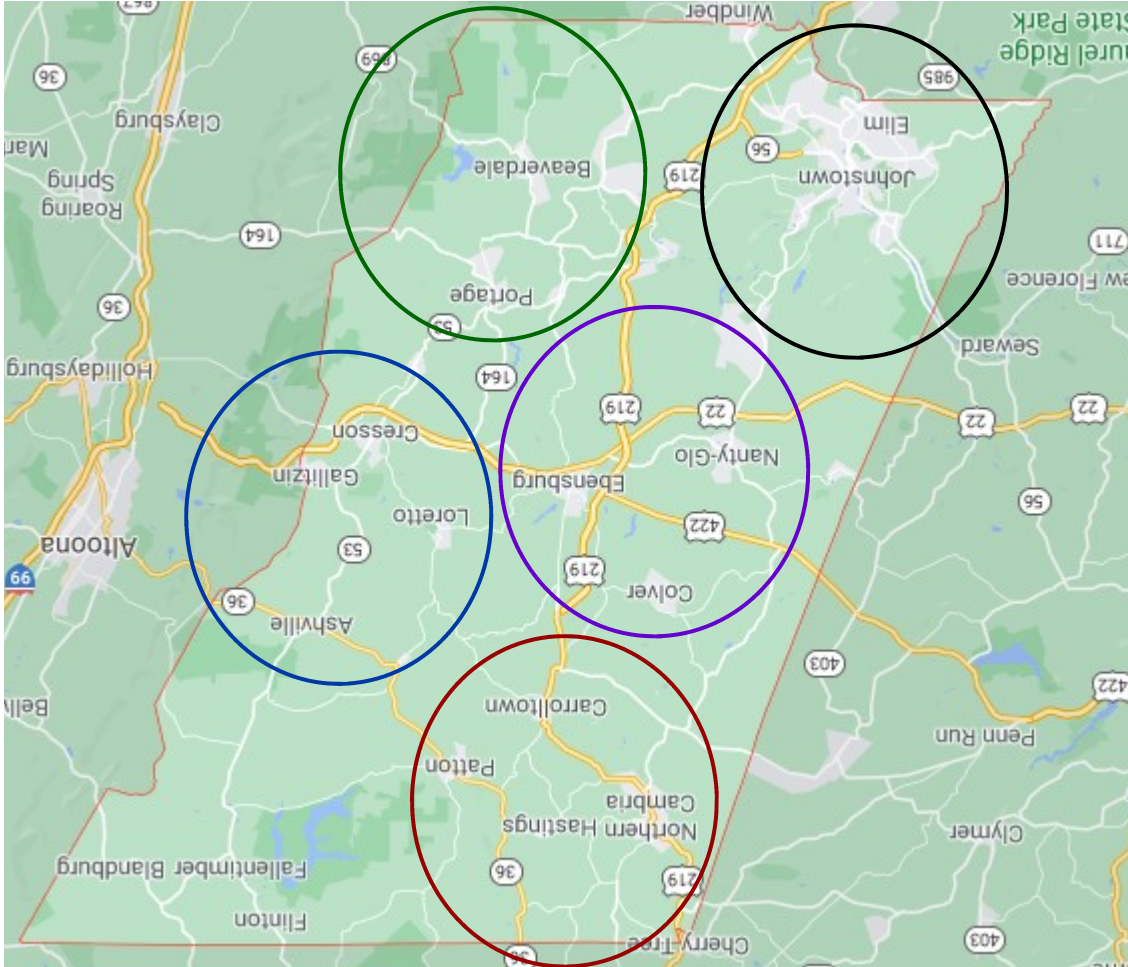 403
Cherry-Tree
36
Flinton
219
36
Fallentimber Blandburg
Clymer
Northern Hastings
Cambria
Patton
Penn Run
Carrolltown
422
403
Ashville
36
Colver
99
219
53
Altoona
422
Loretto
56
Ebensburg
Gallitzin
Nanty-Glo
Cresson
22
22
22
219
164
Hollidaysburg
Seward
53
36
Portage
New Florence
711
164
Roaring
Spring
Johnstown
219
Beaverdale
56
Elim
Claysburg
985
36
869
Laurel Ridge
State Park
Windber
867